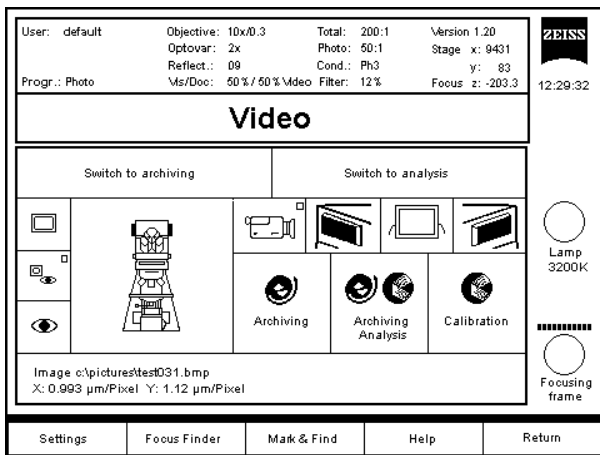 User: default Objective: 10x/0.3 Total: 200:1 Version 1.20
Optovar: 2x Photo: 50:1 Stage x: 9431
Reflect.: 09 Cond.: Ph3 y: 83
Progr.: Photo Vis/Doc: 50%/50% Video Filter: 12% Focus z: -203.3
ZEISS
12:29:32
Video
Switch to archiving Switch to analysis
Lamp
3200K
Archiving Archiving Calibration
Analysis
Image c:\pictures\test031.bmp
X: 0.993 µm/Pixel Y: 1.12 µm/Pixel
Focusing
frame
Settings Focus Finder Mark & Find Help Return